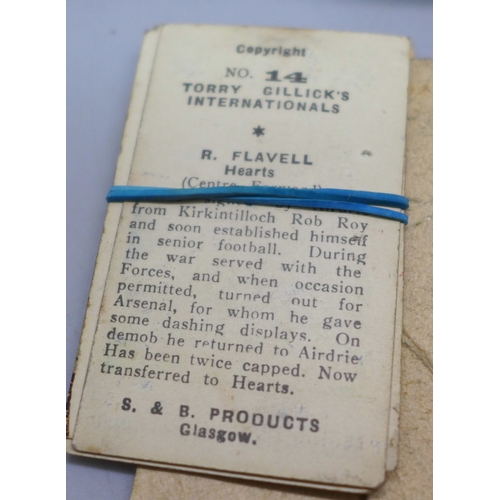 Copyright
NO. 14
TORRY GILLICK'S
INTERNATIONALS
R. FLAVELL
Hearts
(Centre
from Kirkintilloch Rob Roy
and soon established himself
in senior football. During
the war served with the
Forces, and when occasion
permitted, turned out for
Arsenal, for whom he gave
some dashing displays. On
demob he returned to Airdrie.
Has been twice capped. Now
transferred to Hearts.
S. & B. PRODUCTS
Glasgow.